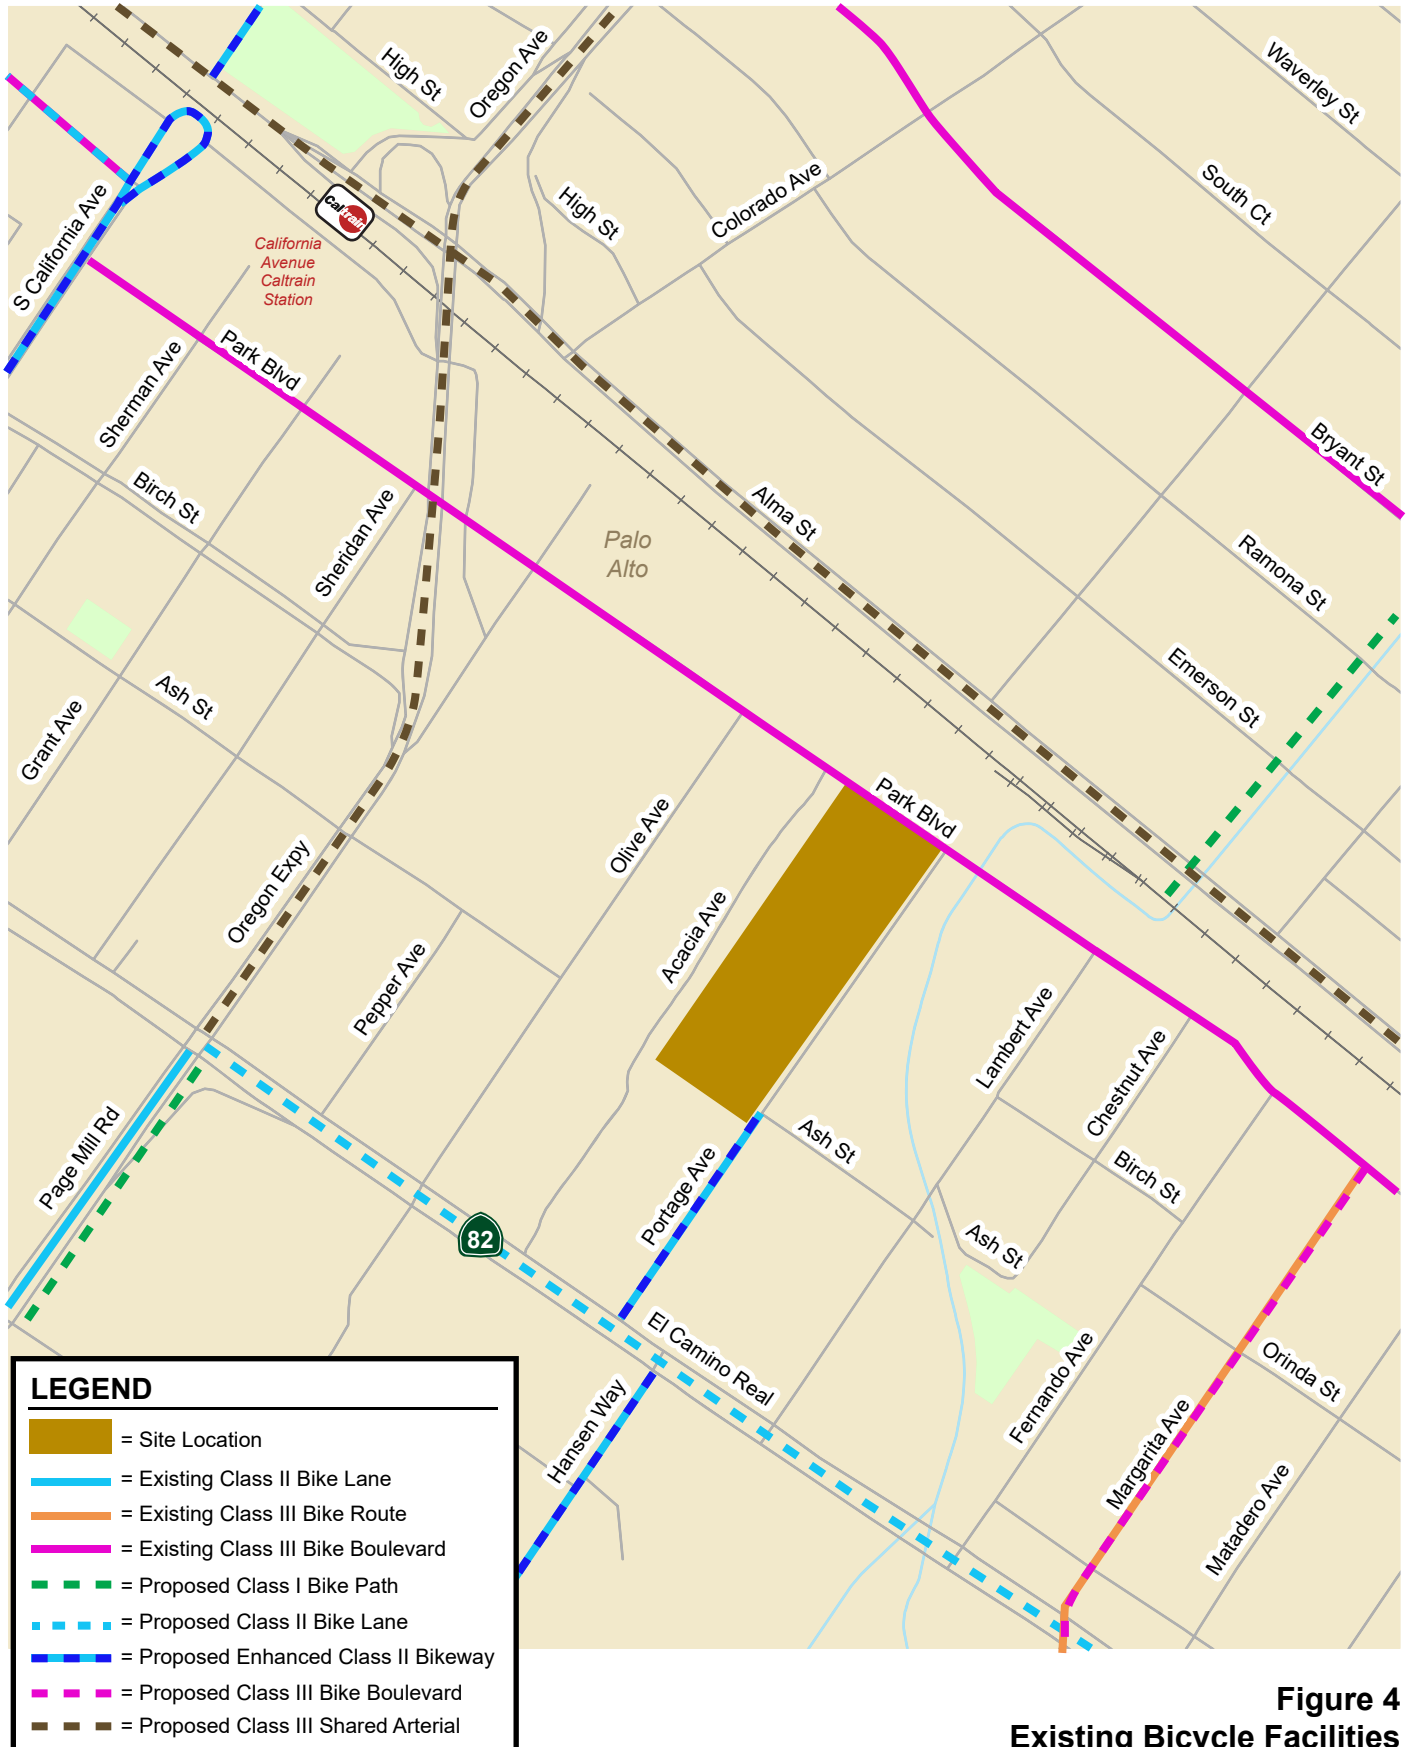 High St
Oregon Ave
Waverley St
South Ct
Colorado Ave
High St
S California Ave
Caltrain
California
Avenue
Caltrain
Station
Park Blvd
Sherman Ave
Bryant St
Birch St
Sheridan Ave
Alma St
Palo
Alto
Ramona St
Emerson St
Ash St
Grant Ave
Park Blvd
Olive Ave
Oregon Expy
Acacia Ave
Pepper Ave
Lambert Ave
Chestnut Ave
Page Mill Rd
Ash St
Birch St
Portage Ave
82
Ash St
El Camino Real
Fernando Ave
Orinda St
Hansen Way
Margarita Ave
Matadero Ave
LEGEND
= Site Location
= Existing Class II Bike Lane
= Existing Class III Bike Route
= Existing Class III Bike Boulevard
= Proposed Class I Bike Path
= Proposed Class II Bike Lane
= Proposed Enhanced Class II Bikeway
= Proposed Class III Bike Boulevard
= Proposed Class III Shared Arterial
Figure 4
Existing Bicycle Facilities